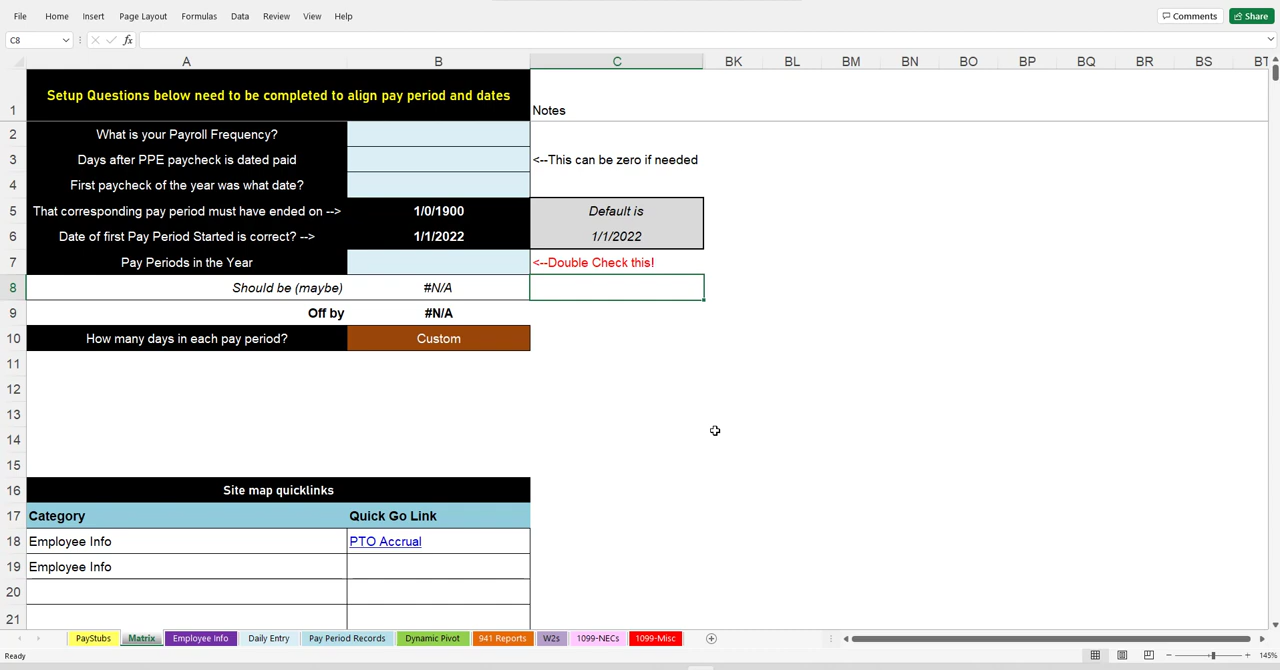 File Home Insert Page Layout Formulas Data Review View Help Comments Share
C8 fx
A B C BK BL BM BN BO BP BQ BR BS BT
1 Setup Questions below need to be completed to align pay period and dates Notes
2 What is your Payroll Frequency?
3 Days after PPE paycheck is dated paid <--This can be zero if needed
4 First paycheck of the year was what date?
5 That corresponding pay period must have ended on --> 1/0/1900 Default is
6 Date of first Pay Period Started is correct? --> 1/1/2022 1/1/2022
7 Pay Periods in the Year <--Double Check this!
8 Should be (maybe) #N/A
9 Off by #N/A
10 How many days in each pay period? Custom
11
12
13
14
15
16 Site map quicklinks
17 Category Quick Go Link
18 Employee Info PTO Accrual
19 Employee Info
20
21
PayStubs Matrix Employee Info Daily Entry Pay Period Records Dynamic Pivot 941 Reports W2s 1099-NECs 1099-Misc
Ready 145%